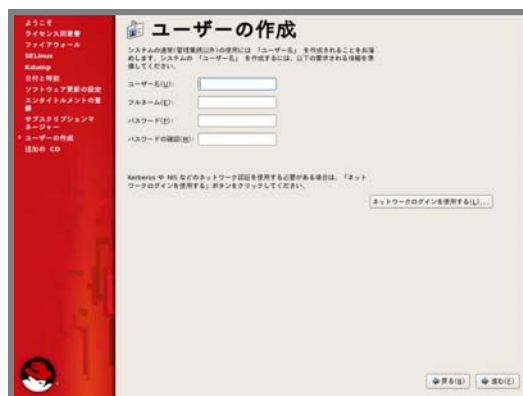 ようこそ
ライセンス同意書
ファイアウォール
SELinux
Kdump
日付と時刻
ソフトウェア更新の設定
エンタイトルメントの登
録
サブスクリプションマ
ネージャー
ユーザーの作成
追加の CD
ユーザーの作成
システムの通常(管理業務以外)の使用には 「ユーザー名」 を作成されることをお薦
めします。システムの 「ユーザー名」 を作成するには、以下の要求される情報を準
備してください。
ユーザー名(U):
フルネーム(E):
パスワード(P):
パスワードの確認(M):
Kerberos や NIS などのネットワーク認証を使用する必要がある場合は、「ネット
ワークログインを使用する」ボタンをクリックしてください。
ネットワークログインを使用する(L)...
戻る(B)
進む(F)